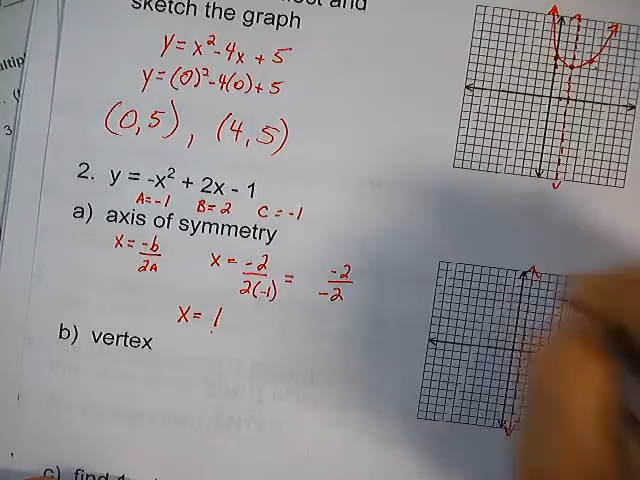 sketch the graph
y = x² - 4x + 5
y = (0)² - 4(0) + 5
(0,5), (4,5)
3
2. y = -x² + 2x - 1
A = -1 B = 2 C = -1
a) axis of symmetry
x = -b/2A x = -2/2(-1) = -2/-2
x = 1
b) vertex
c) find